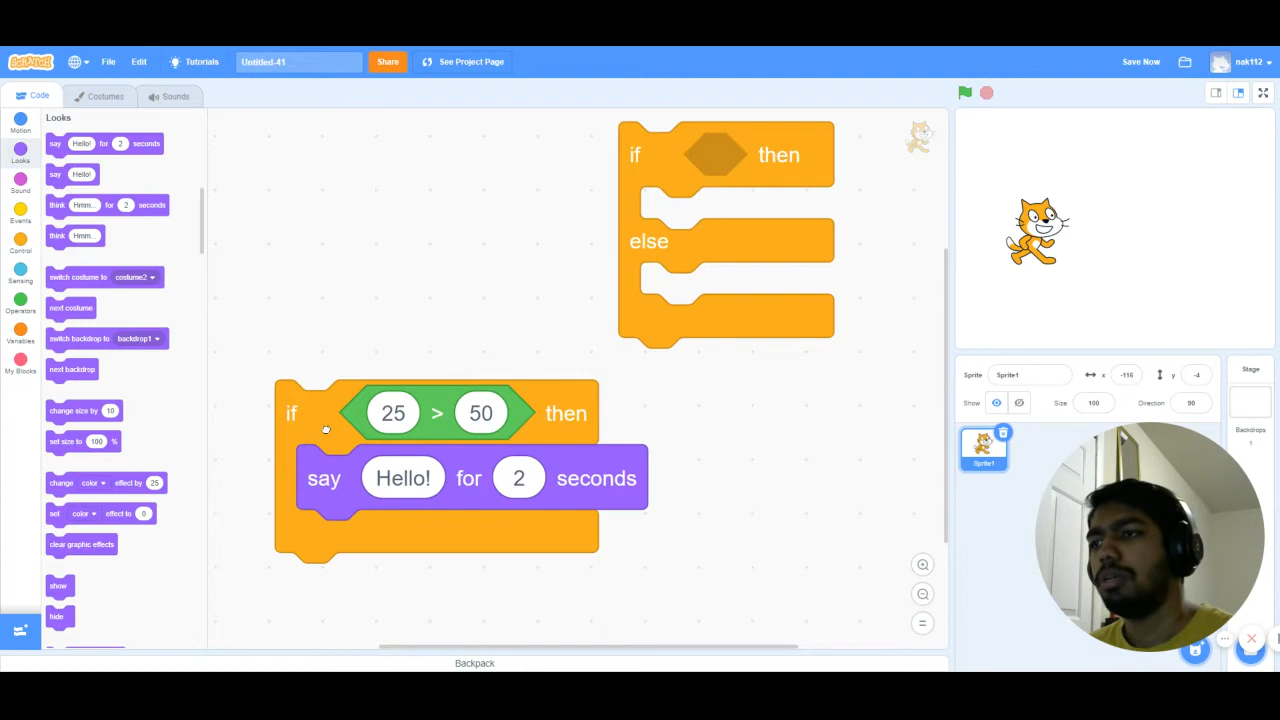 SCRATCH File Edit Tutorials Untitled-41 Share See Project Page Save Now nak112
Code Costumes Sounds
Motion
Looks
Sound
Events
Control
Sensing
Operators
Variables
My Blocks
Looks
say Hello! for 2 seconds
say Hello!
think Hmm... for 2 seconds
think Hmm...
switch costume to costume2
next costume
switch backdrop to backdrop1
next backdrop
change size by 10
set size to 100 %
change color effect by 25
set color effect to 0
clear graphic effects
show
hide
if then
else
if 25 > 50 then
say Hello! for 2 seconds
Backpack
Sprite Sprite1 x -116 y -4
Show Size 100 Direction 90
Sprite1
Stage
Backdrops
1